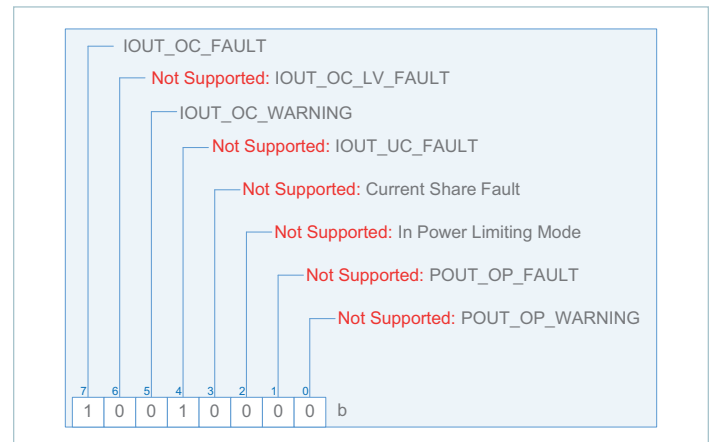 IOUT_OC_FAULT
Not Supported: IOUT_OC_LV_FAULT
IOUT_OC_WARNING
Not Supported: IOUT_UC_FAULT
Not Supported: Current Share Fault
Not Supported: In Power Limiting Mode
Not Supported: POUT_OP_FAULT
Not Supported: POUT_OP_WARNING
7 6 5 4 3 2 1 0
1 0 0 1 0 0 0 0 b